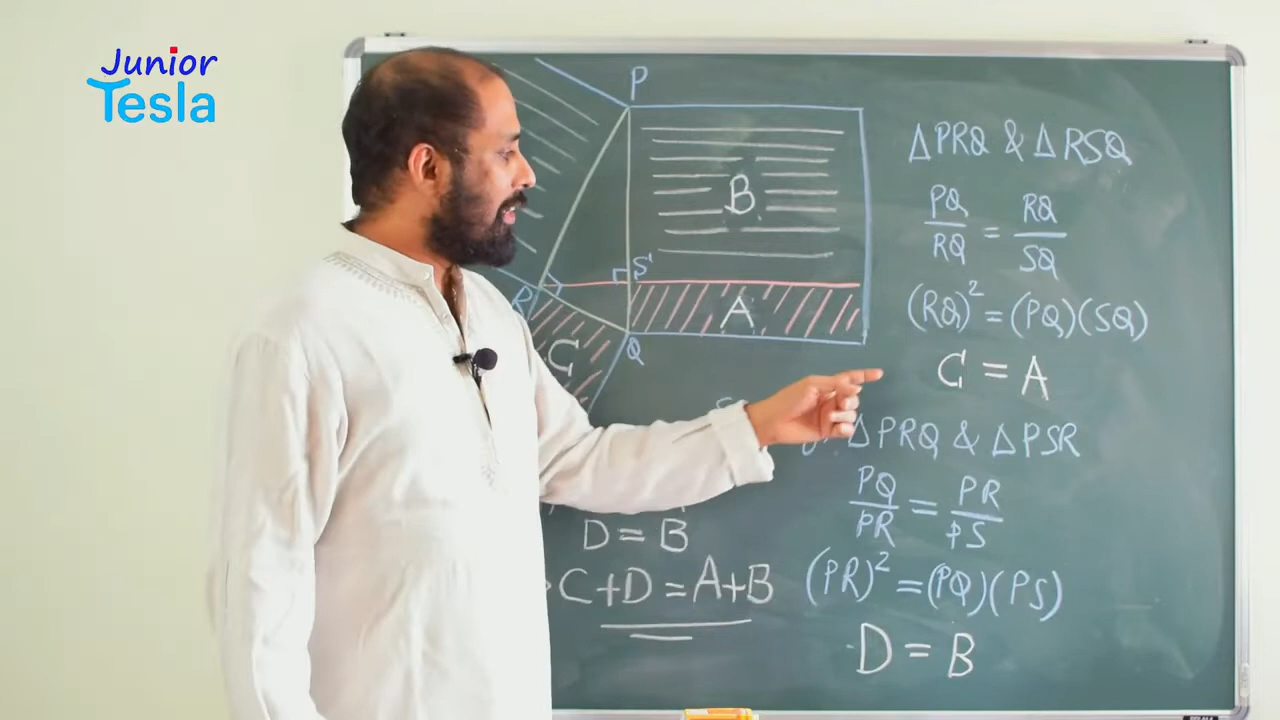 Junior
Tesla
P
B
S
A
R
Q
C
D = B
C+D = A+B
ΔPRQ & ΔRSQ
PQ/RQ = RQ/SQ
(RQ)² = (PQ)(SQ)
C = A
ΔPRQ & ΔPSR
PQ/PR = PR/PS
(PR)² = (PQ)(PS)
D = B